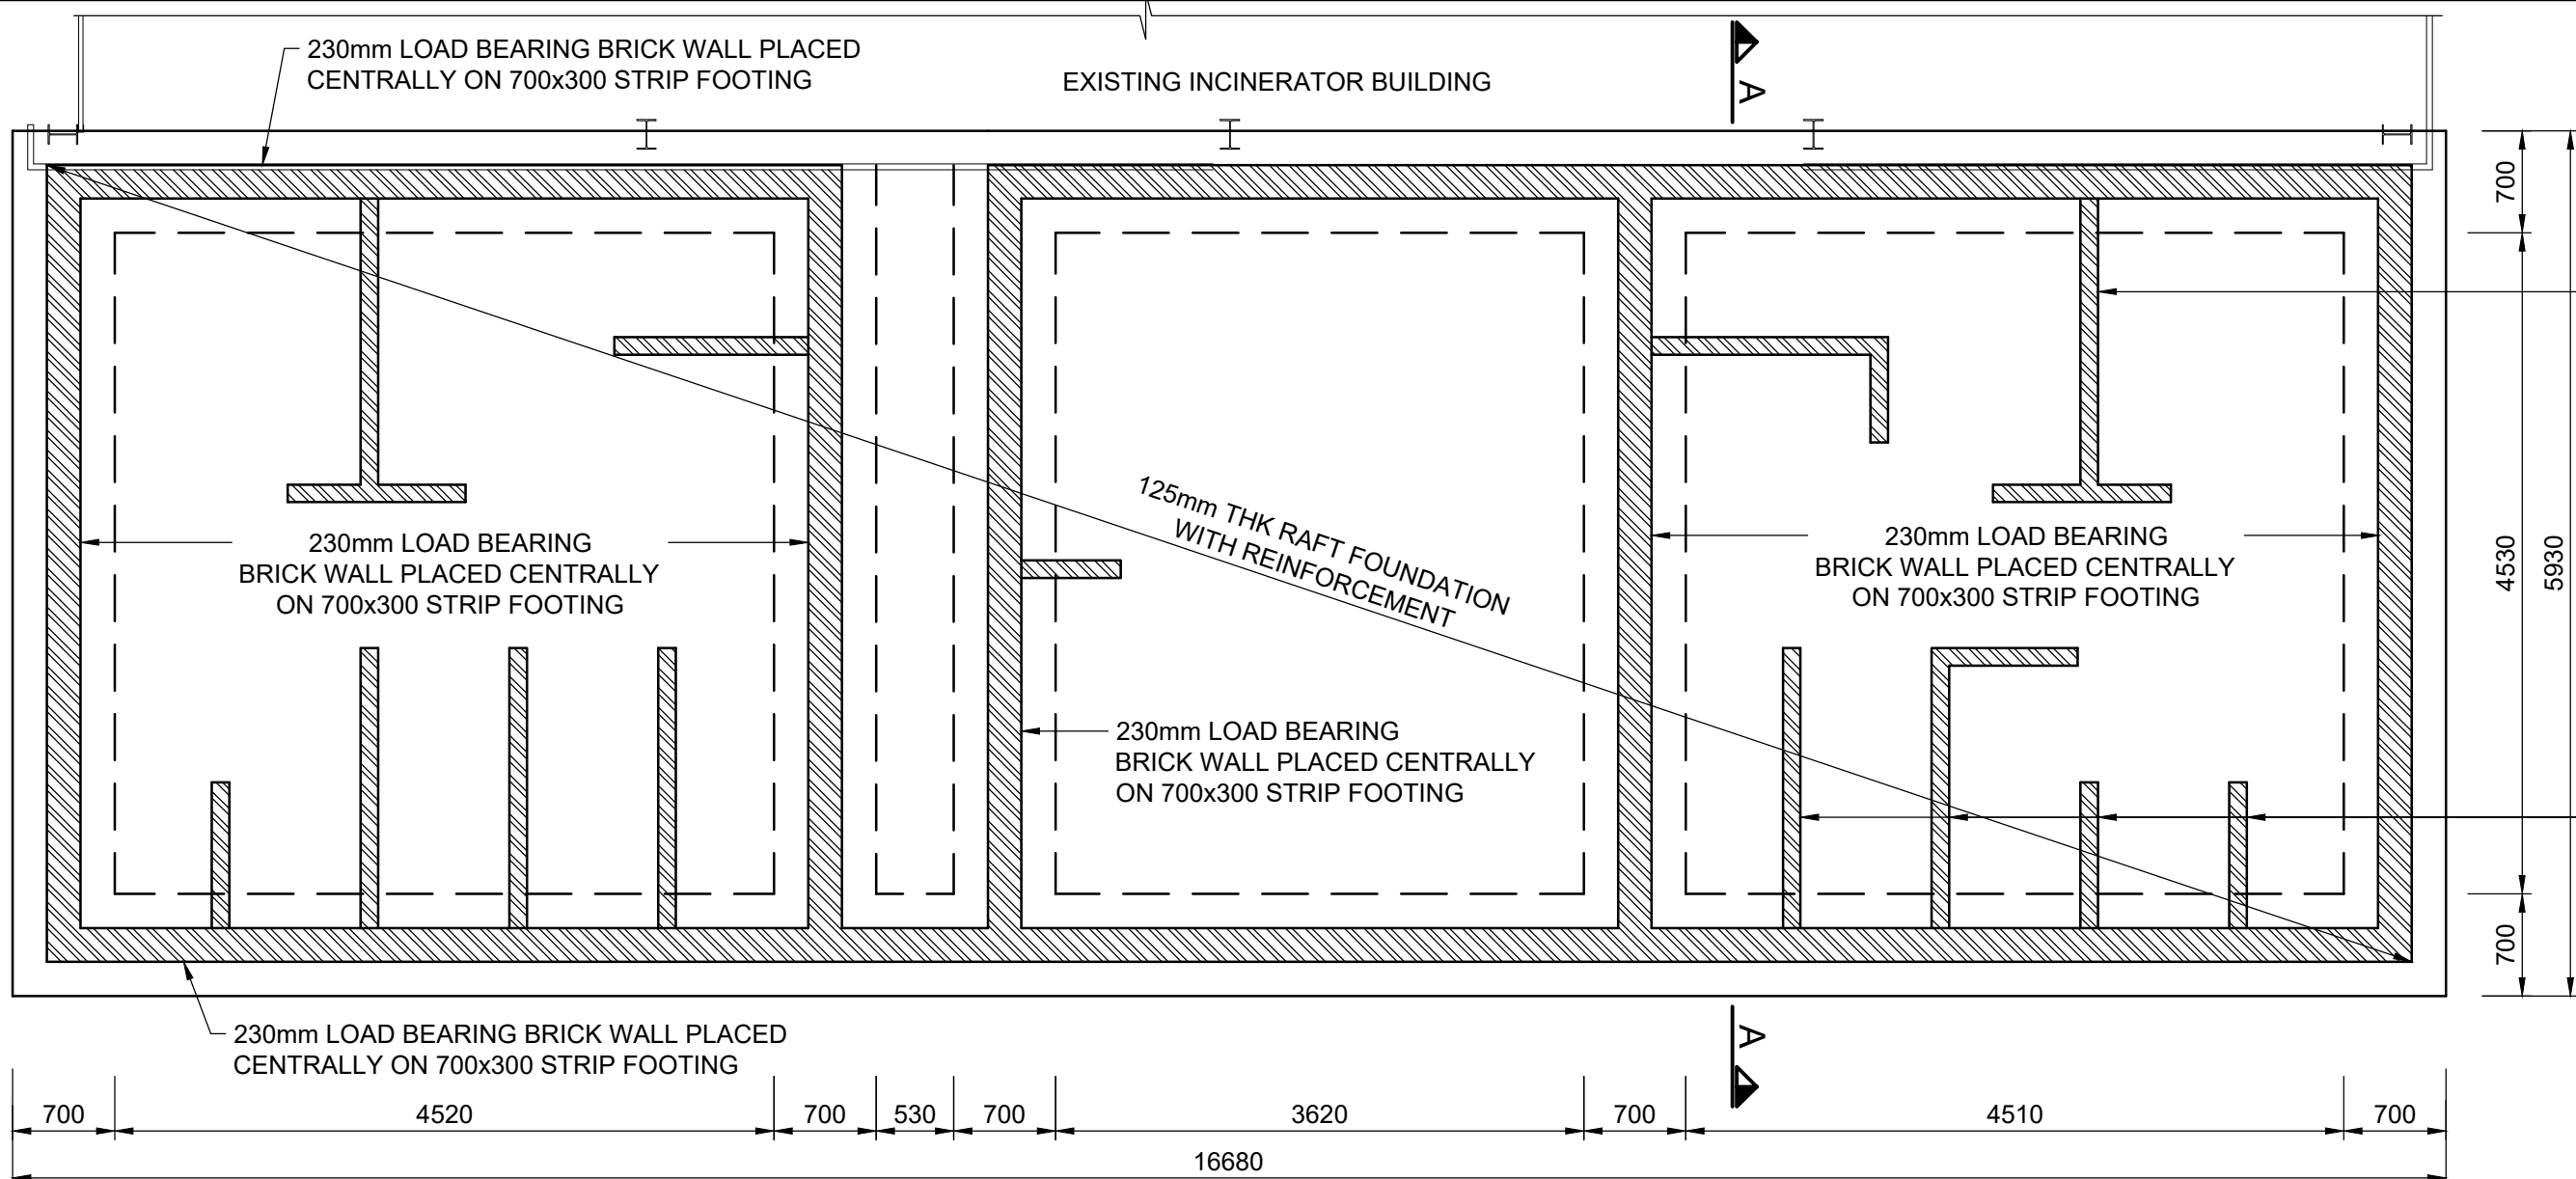 230mm LOAD BEARING BRICK WALL PLACED
CENTRALLY ON 700x300 STRIP FOOTING
EXISTING INCINERATOR BUILDING
A
700
4530
5930
700
125mm THK RAFT FOUNDATION
WITH REINFORCEMENT
230mm LOAD BEARING
BRICK WALL PLACED CENTRALLY
ON 700x300 STRIP FOOTING
230mm LOAD BEARING
BRICK WALL PLACED CENTRALLY
ON 700x300 STRIP FOOTING
230mm LOAD BEARING
BRICK WALL PLACED CENTRALLY
ON 700x300 STRIP FOOTING
230mm LOAD BEARING BRICK WALL PLACED
CENTRALLY ON 700x300 STRIP FOOTING
A
700
4520
700
530
700
3620
700
4510
700
16680